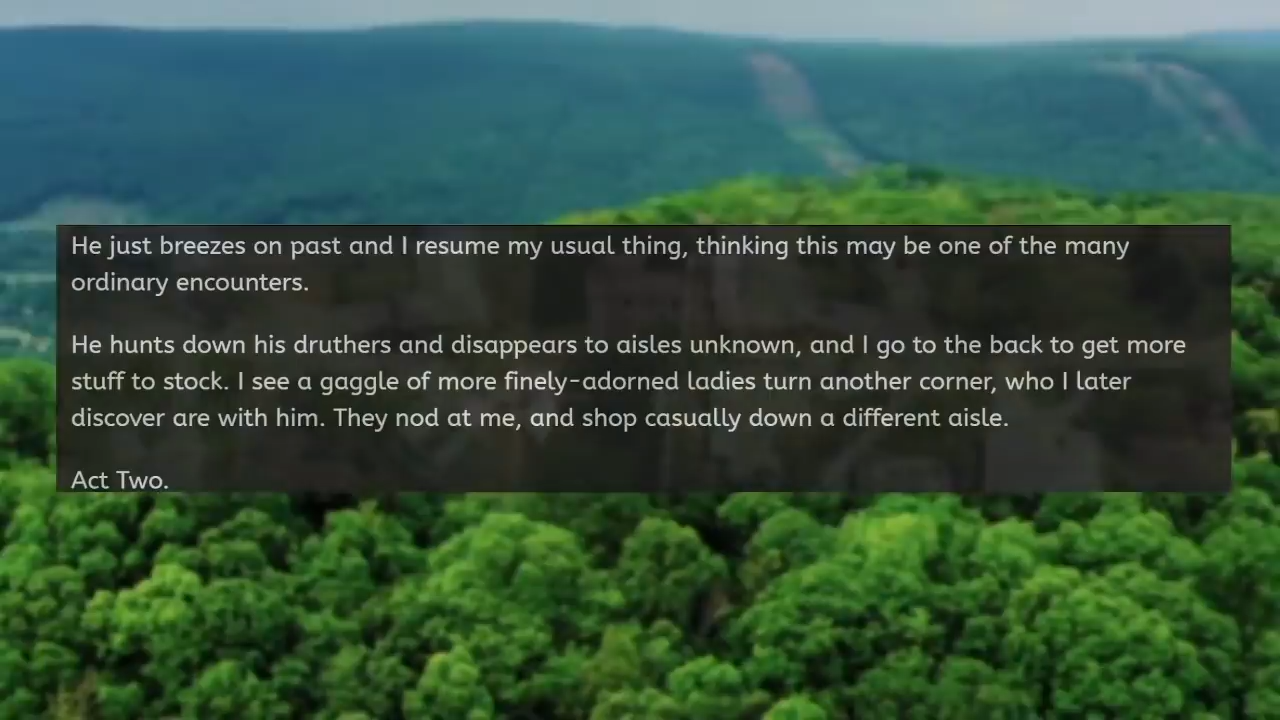 He just breezes on past and I resume my usual thing, thinking this may be one of the many
ordinary encounters.
He hunts down his druthers and disappears to aisles unknown, and I go to the back to get more
stuff to stock. I see a gaggle of more finely-adorned ladies turn another corner, who I later
discover are with him. They nod at me, and shop casually down a different aisle.
Act Two.